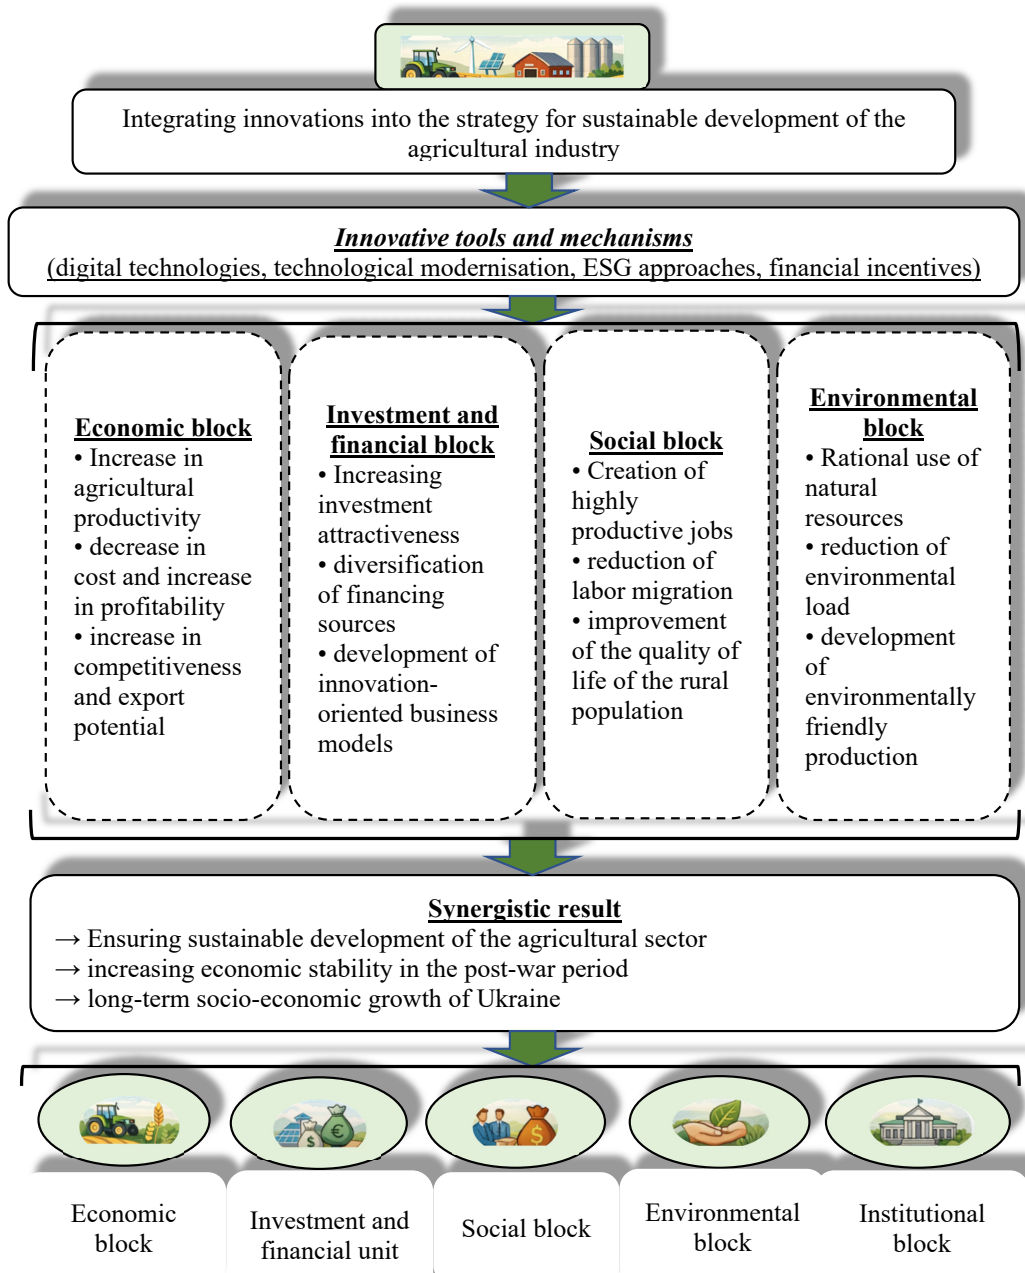 Integrating innovations into the strategy for sustainable development of the
agricultural industry
Innovative tools and mechanisms
(digital technologies, technological modernisation, ESG approaches, financial incentives)
Economic block
• Increase in
agricultural
productivity
• decrease in
cost and increase
in profitability
• increase in
competitiveness
and export
potential
Investment and
financial block
• Increasing
investment
attractiveness
• diversification
of financing
sources
• development of
innovation-
oriented business
models
Social block
• Creation of
highly
productive jobs
• reduction of
labor migration
• improvement
of the quality of
life of the rural
population
Environmental
block
• Rational use of
natural
resources
• reduction of
environmental
load
• development
of
environmentally
friendly
production
Synergistic result
→ Ensuring sustainable development of the agricultural sector
→ increasing economic stability in the post-war period
→ long-term socio-economic growth of Ukraine
$
€
$
Economic
block
Investment and
financial unit
Social block
Environmental
block
Institutional
block